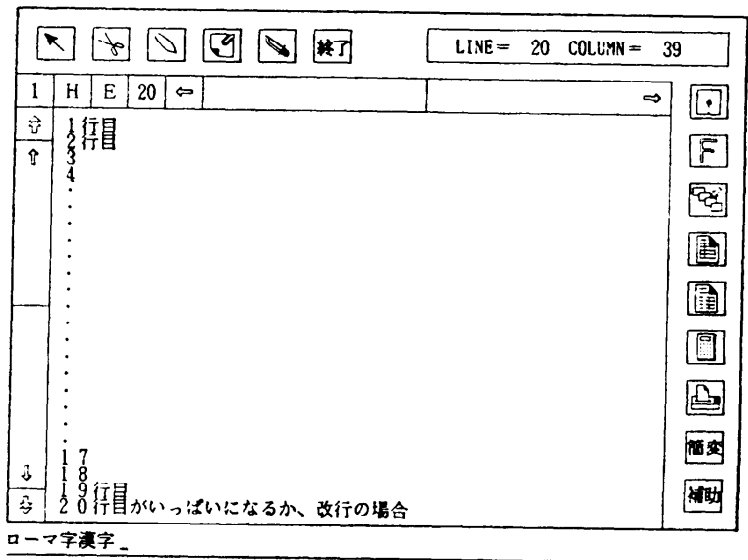 終了 LINE= 20 COLUMN= 39
1 H E 20 ⇦ ⇨
1行目
2行目
3
4
・
・
・
・
・
・
・
・
・
・
・
・
・
17
18
19行目
20行目がいっぱいになるか、改行の場合
F
簡変
補助
ローマ字漢字_